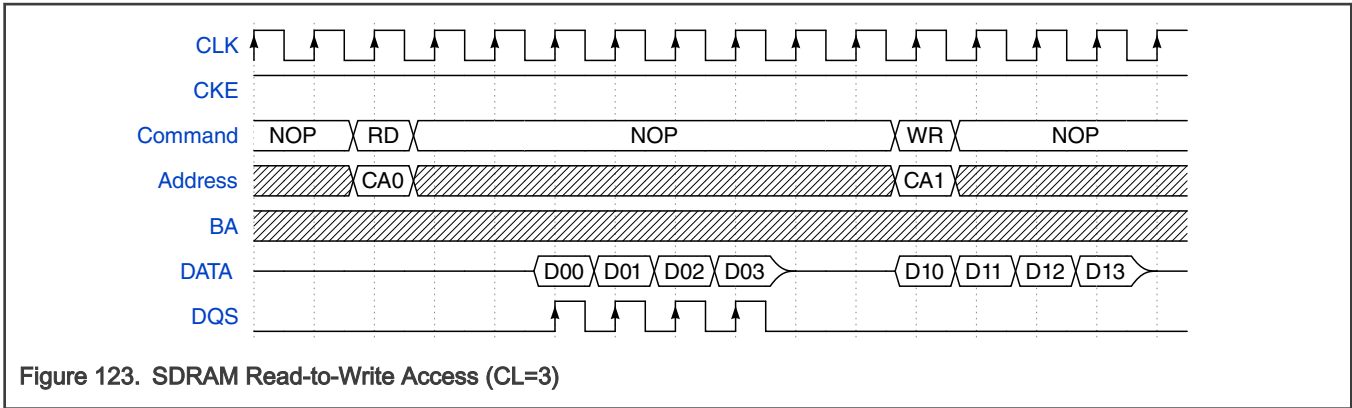 CLK
CKE
Command NOP RD NOP WR NOP
Address CA0 CA1
BA
DATA D00 D01 D02 D03 D10 D11 D12 D13
DQS
Figure 123. SDRAM Read-to-Write Access (CL=3)